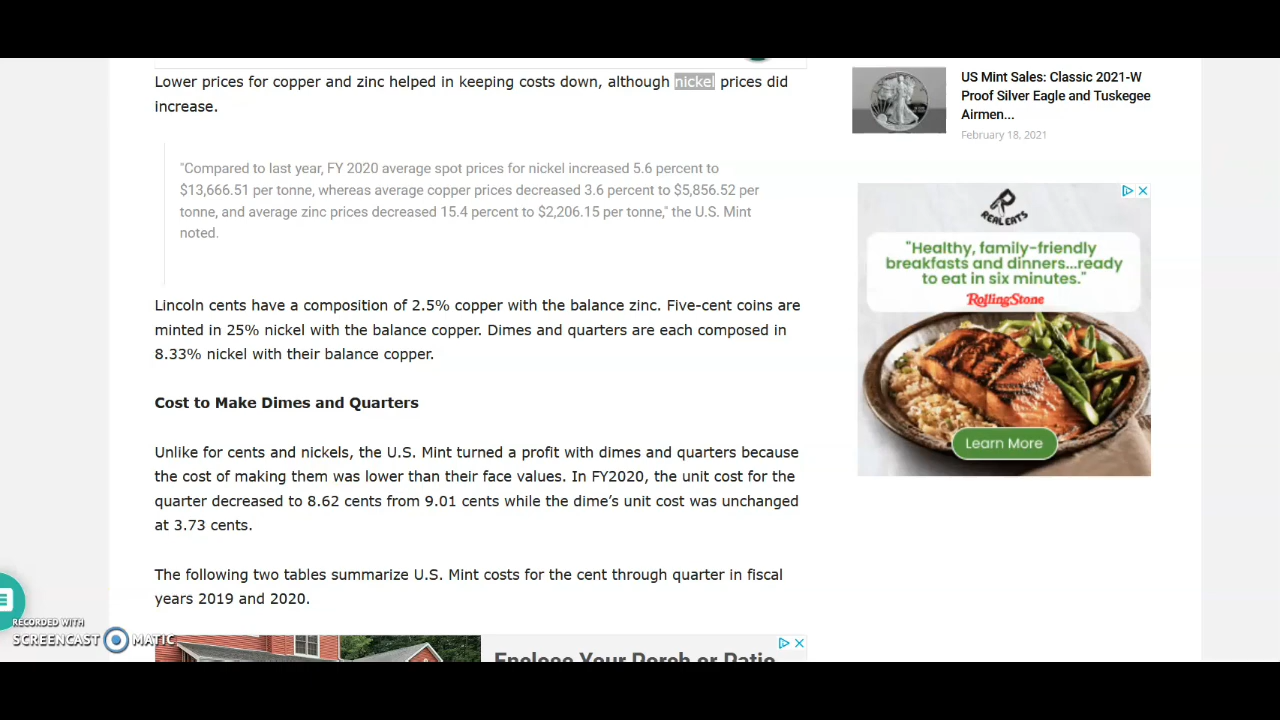 Lower prices for copper and zinc helped in keeping costs down, although nickel prices did
increase.
"Compared to last year, FY 2020 average spot prices for nickel increased 5.6 percent to
$13,666.51 per tonne, whereas average copper prices decreased 3.6 percent to $5,856.52 per
tonne, and average zinc prices decreased 15.4 percent to $2,206.15 per tonne," the U.S. Mint
noted.
Lincoln cents have a composition of 2.5% copper with the balance zinc. Five-cent coins are
minted in 25% nickel with the balance copper. Dimes and quarters are each composed in
8.33% nickel with their balance copper.
Cost to Make Dimes and Quarters
Unlike for cents and nickels, the U.S. Mint turned a profit with dimes and quarters because
the cost of making them was lower than their face values. In FY2020, the unit cost for the
quarter decreased to 8.62 cents from 9.01 cents while the dime's unit cost was unchanged
at 3.73 cents.
The following two tables summarize U.S. Mint costs for the cent through quarter in fiscal
years 2019 and 2020.
Enclose Your Porch or Patio
US Mint Sales: Classic 2021-W
Proof Silver Eagle and Tuskegee
Airmen...
February 18, 2021
REAL EATS
"Healthy, family-friendly
breakfasts and dinners...ready
to eat in six minutes."
RollingStone
Learn More
RECORDED WITH
SCREENCAST MATIC